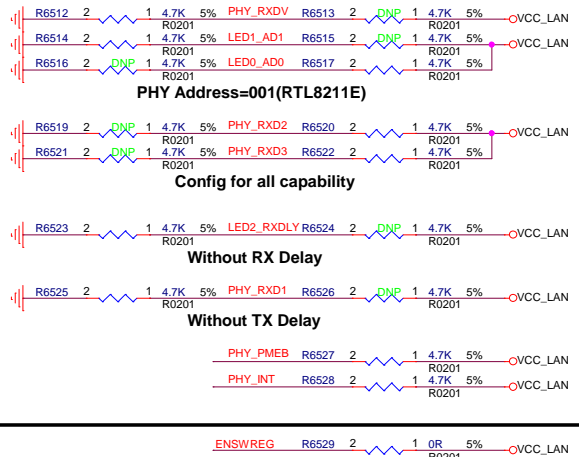 R6512 2 1 4.7K 5% PHY_RXDV R6513 2 DNP 1 4.7K 5% VCC_LAN
R0201 R0201
R6514 2 1 4.7K 5% LED1_AD1 R6515 2 DNP 1 4.7K 5% VCC_LAN
R0201 R0201
R6516 2 DNP 1 4.7K 5% LED0_AD0 R6517 2 1 4.7K 5%
R0201 R0201
PHY Address=001(RTL8211E)
R6519 2 DNP 1 4.7K 5% PHY_RXD2 R6520 2 1 4.7K 5% VCC_LAN
R0201 R0201
R6521 2 DNP 1 4.7K 5% PHY_RXD3 R6522 2 1 4.7K 5%
R0201 R0201
Config for all capability
R6523 2 1 4.7K 5% LED2_RXDLY R6524 2 DNP 1 4.7K 5% VCC_LAN
R0201 R0201
Without RX Delay
R6525 2 1 4.7K 5% PHY_RXD1 R6526 2 DNP 1 4.7K 5% VCC_LAN
R0201 R0201
Without TX Delay
PHY_PMEB R6527 2 1 4.7K 5% VCC_LAN
R0201
PHY_INT R6528 2 1 4.7K 5% VCC_LAN
R0201
ENSWREG R6529 2 1 0R 5% VCC_LAN
R0201